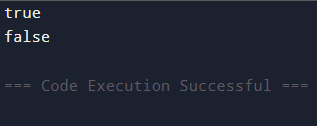 true
false
=== Code Execution Successful ===